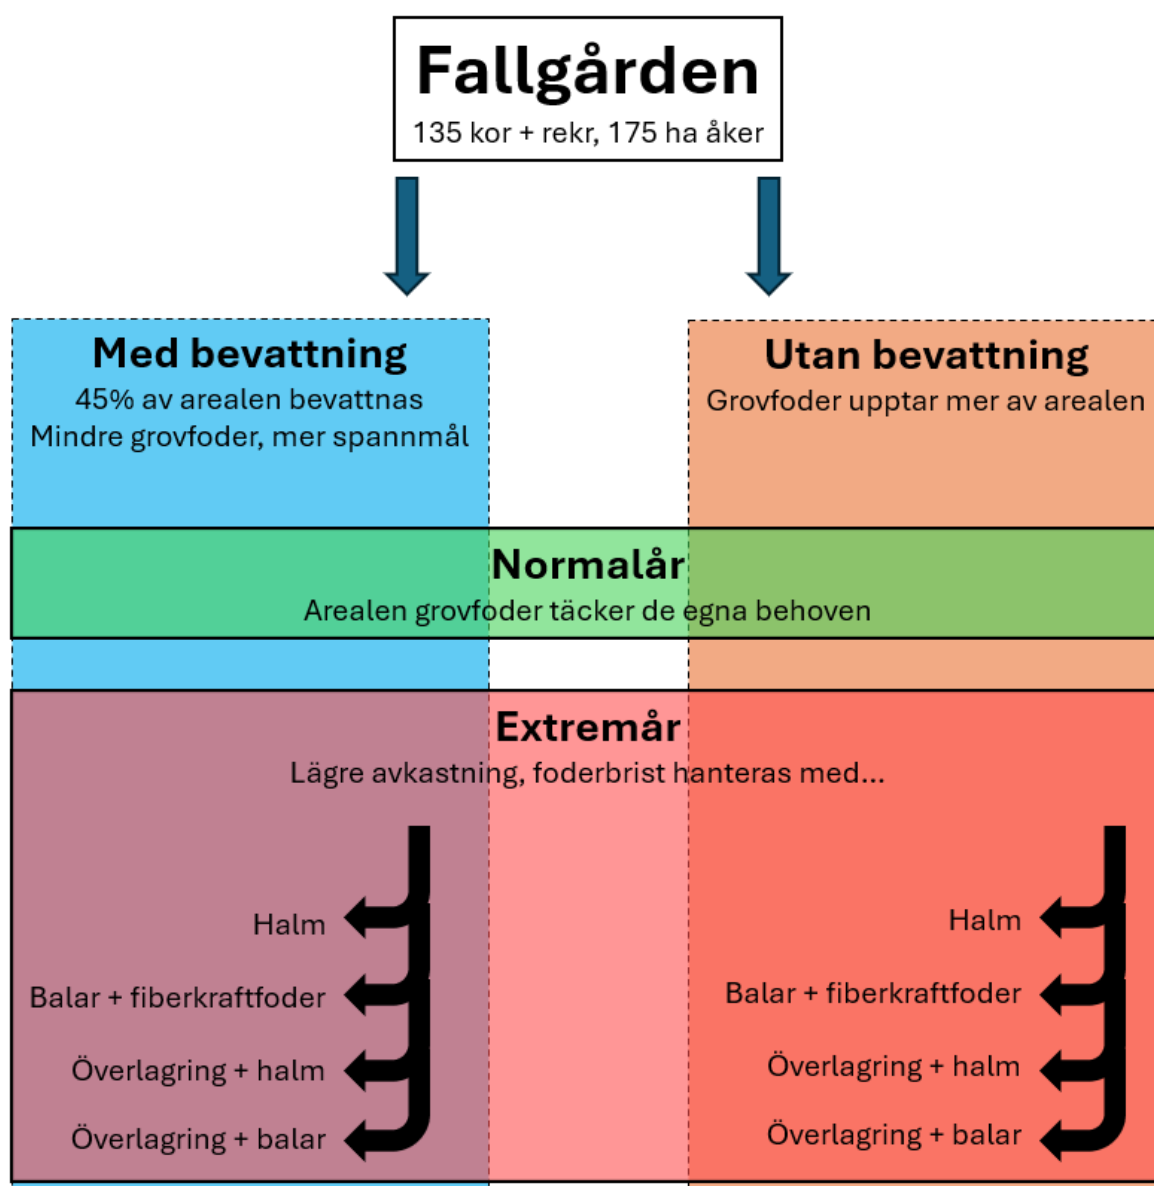 Fallgården
135 kor + rekr, 175 ha åker
Med bevattning
45% av arealen bevattnas
Mindre grovfoder, mer spannmål
Utan bevattning
Grovfoder upptar mer av arealen
Normalår
Arealen grovfoder täcker de egna behoven
Extremår
Lägre avkastning, foderbrist hanteras med...
Halm
Balar + fiberkraftfoder
Överlagring + halm
Överlagring + balar
Halm
Balar + fiberkraftfoder
Överlagring + halm
Överlagring + balar